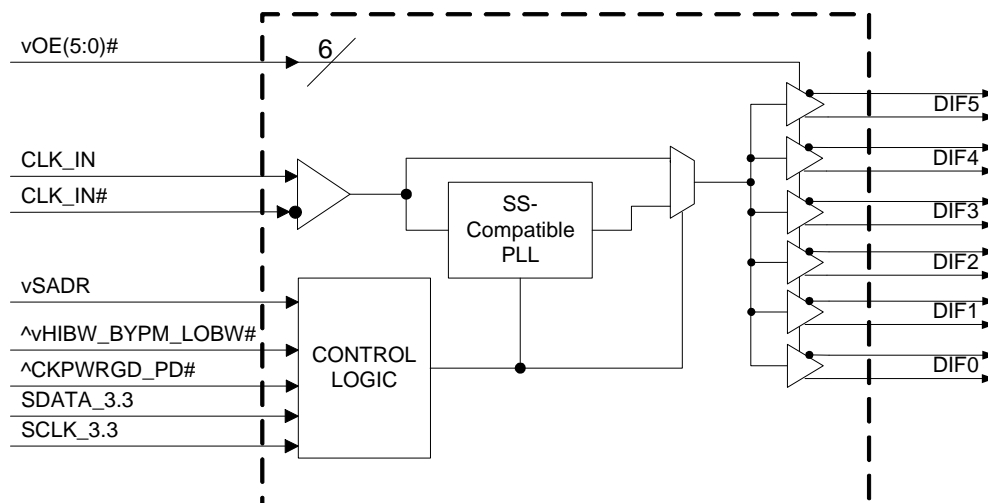 vOE(5:0)#
6
DIF5
CLK_IN
DIF4
CLK_IN#
SS-
Compatible
PLL
DIF3
DIF2
vSADR
DIF1
^vHIBW_BYPM_LOBW#
CONTROL
LOGIC
^CKPWRGD_PD#
DIF0
SDATA_3.3
SCLK_3.3